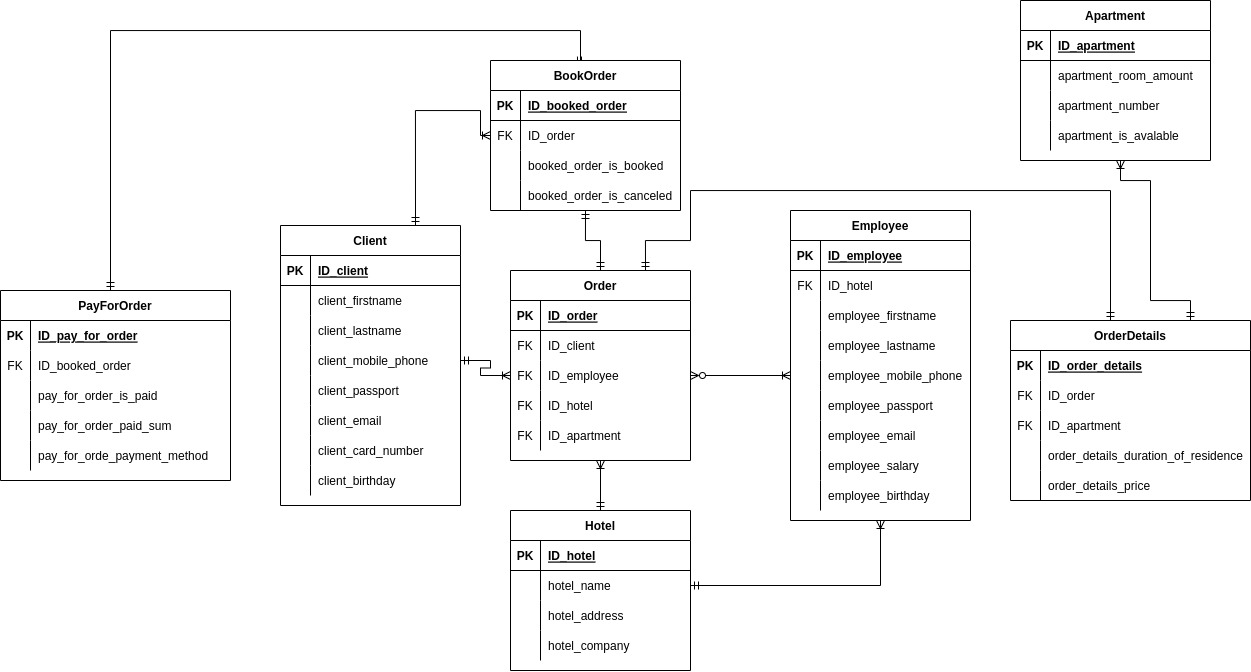 Apartment
PK ID_apartment
apartment_room_amount
apartment_number
apartment_is_avalable
BookOrder
PK ID_booked_order
FK ID_order
booked_order_is_booked
booked_order_is_canceled
Client
PK ID_client
client_firstname
client_lastname
client_mobile_phone
client_passport
client_email
client_card_number
client_birthday
Employee
PK ID_employee
FK ID_hotel
employee_firstname
employee_lastname
employee_mobile_phone
employee_passport
employee_email
employee_salary
employee_birthday
PayForOrder
PK ID_pay_for_order
FK ID_booked_order
pay_for_order_is_paid
pay_for_order_paid_sum
pay_for_orde_payment_method
Order
PK ID_order
FK ID_client
FK ID_employee
FK ID_hotel
FK ID_apartment
OrderDetails
PK ID_order_details
FK ID_order
FK ID_apartment
order_details_duration_of_residence
order_details_price
Hotel
PK ID_hotel
hotel_name
hotel_address
hotel_company